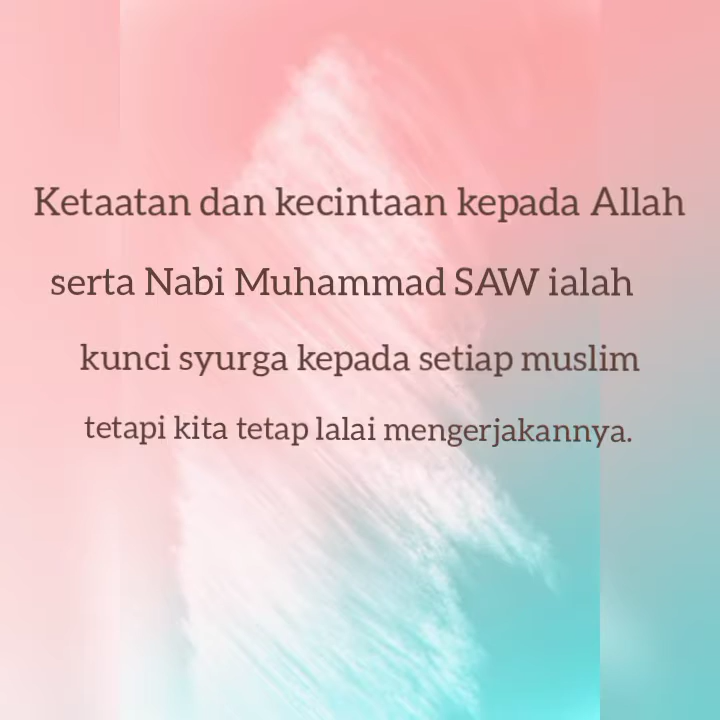 Ketaatan dan kecintaan kepada Allah
serta Nabi Muhammad SAW ialah
kunci syurga kepada setiap muslim
tetapi kita tetap lalai mengerjakannya.